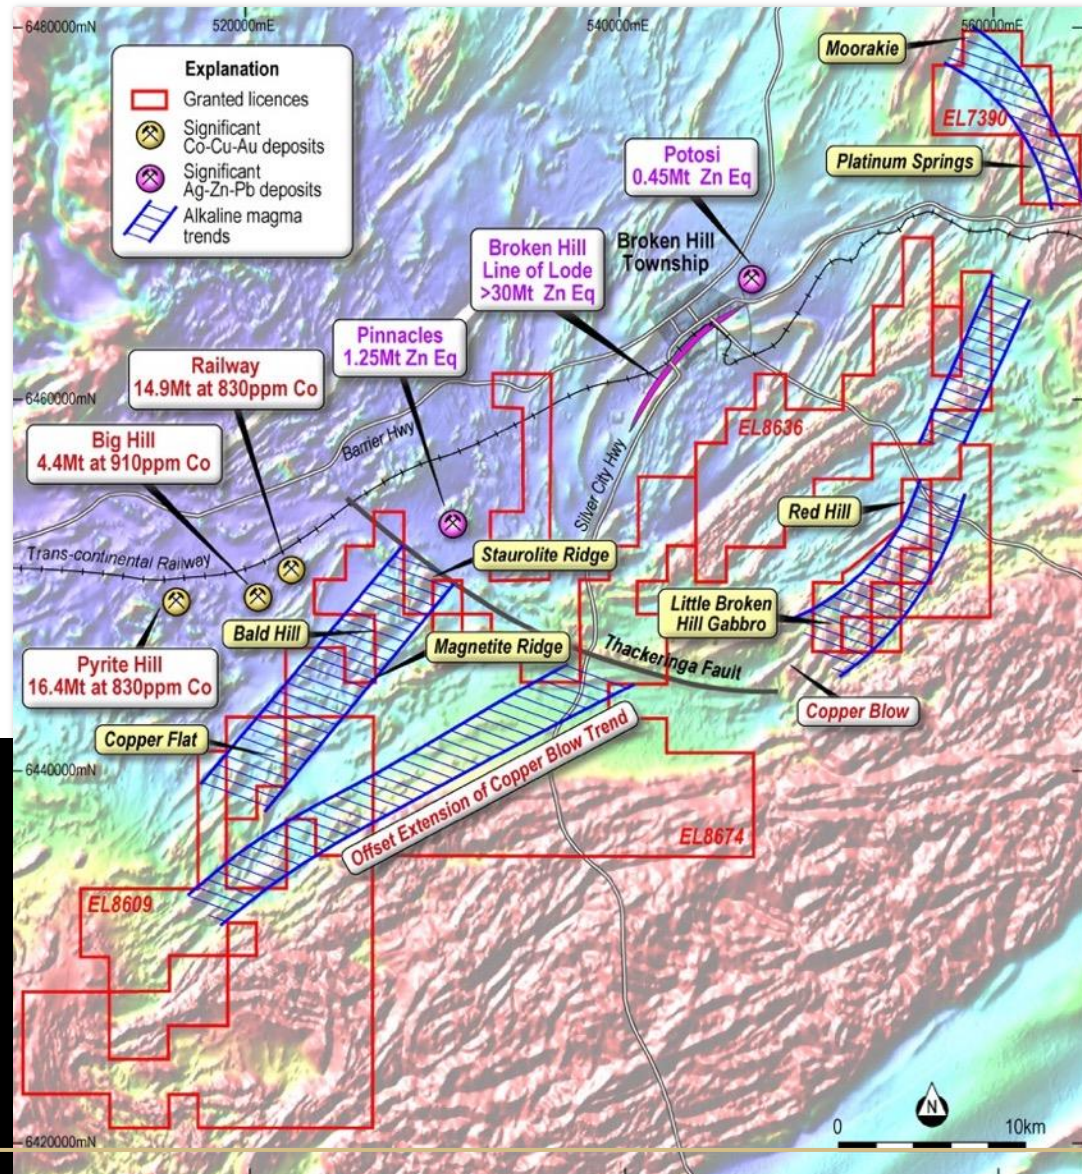 6480000mN
520000mE
540000mE
560000mE
Explanation
Granted licences
Significant
Co-Cu-Au deposits
Significant
Ag-Zn-Pb deposits
Alkaline magma
trends
Moorakie
EL7390
Platinum Springs
Potosi
0.45Mt Zn Eq
Broken Hill
Line of Lode
>30Mt Zn Eq
Broken Hill
Township
Pinnacles
1.25Mt Zn Eq
Railway
14.9Mt at 830ppm Co
6460000mN
Big Hill
4.4Mt at 910ppm Co
Barrier Hwy
EL8636
Silver City Hwy
Red Hill
Trans-continental Railway
Staurolite Ridge
Little Broken
Hill Gabbro
Bald Hill
Magnetite Ridge
Thackeringa Fault
Pyrite Hill
16.4Mt at 830ppm Co
Copper Blow
Copper Flat
6440000mN
Offset Extension of Copper Blow Trend
EL8674
EL8609
N
0
10km
6420000mN